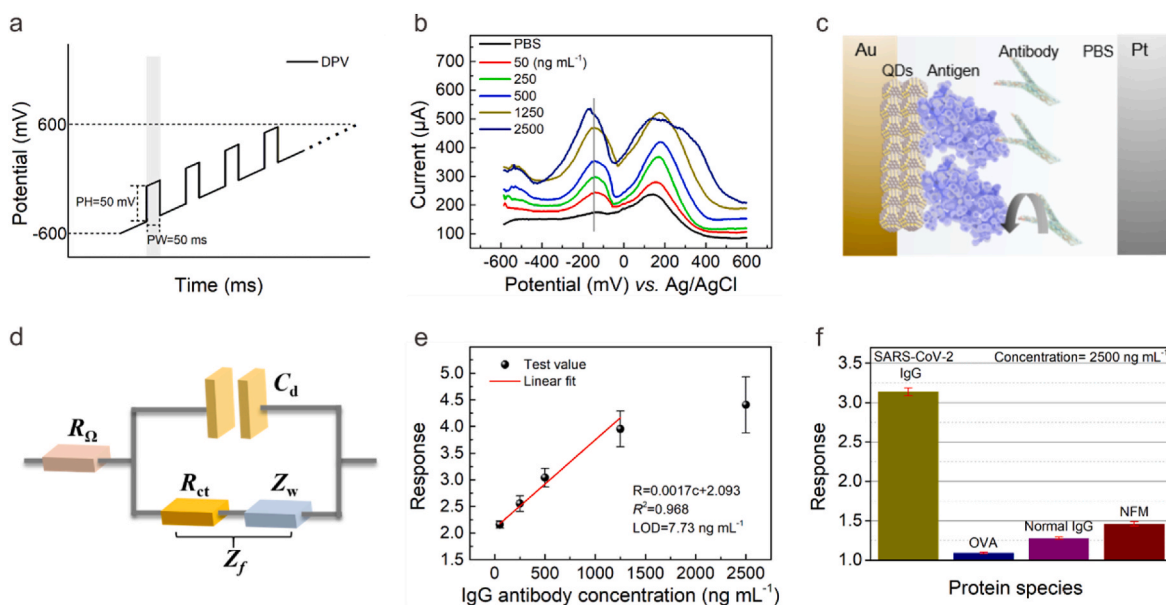 a
Potential (mV)
600
-600
DPV
PH=50 mV
PW=50 ms
Time (ms)
b
Current (µA)
700
600
500
400
300
200
100
PBS
50 (ng mL⁻¹)
250
500
1250
2500
-600 -400 -200 0 200 400 600
Potential (mV) vs. Ag/AgCl
c
Au
QDs
Antigen
Antibody
PBS
Pt
d
R_Ω
C_d
R_ct
Z_w
Z_f
e
Response
5.0
4.5
4.0
3.5
3.0
2.5
2.0
1.5
Test value
Linear fit
R=0.0017c+2.093
R²=0.968
LOD=7.73 ng mL⁻¹
0 500 1000 1500 2000 2500
IgG antibody concentration (ng mL⁻¹)
f
Response
3.5
3.0
2.5
2.0
1.5
1.0
SARS-CoV-2
IgG
Concentration= 2500 ng mL⁻¹
OVA
Normal IgG
NFM
Protein species